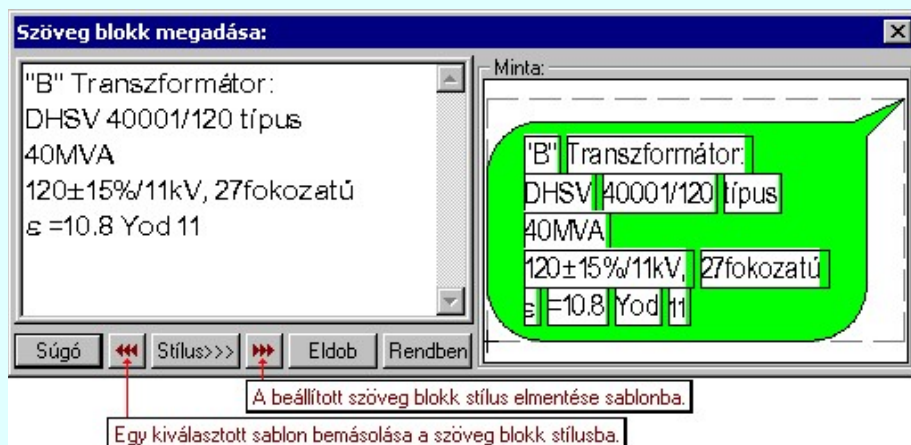 Szöveg blokk megadása:
"B" Transzformátor:
DHSV 40001/120 típus
40MVA
120±15%/11kV, 27fokozatú
ε =10.8 Yod 11
Minta:
"B" Transzformátor:
DHSV 40001/120 típus
40MVA
120±15%/11kV, 27fokozatú
ε =10.8 Yod 11
Súgó Stílus>>> Eldob Rendben
A beállított szöveg blokk stílus elmentése sablonba.
Egy kiválasztott sablon bemásolása a szöveg blokk stílusba.